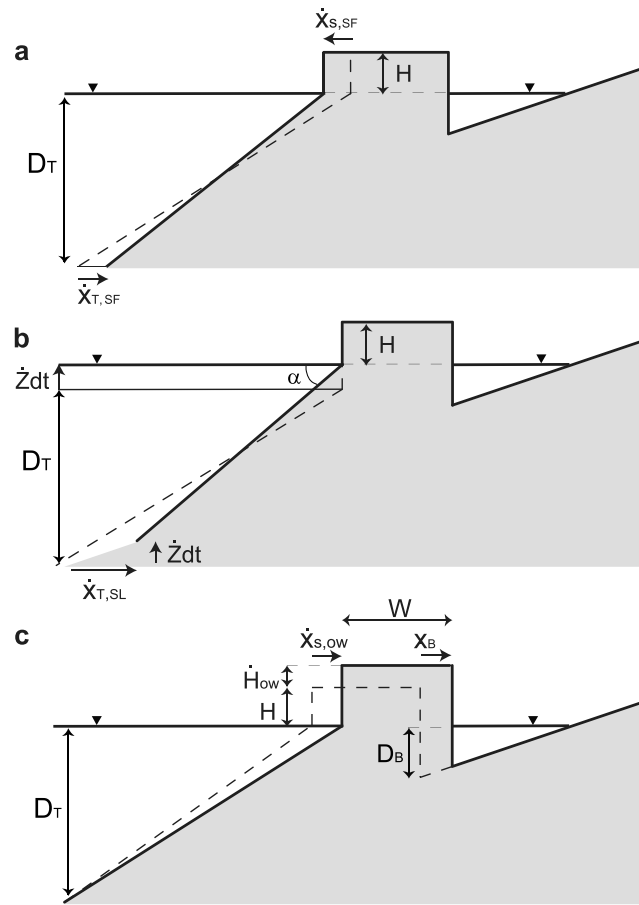 ẋS,SF
a
H
DT
ẋT,SF
b
H
Żdt
α
DT
Żdt
ẋT,SL
W
c
ẋS,OW
xB
ḢOW
H
DB
DT